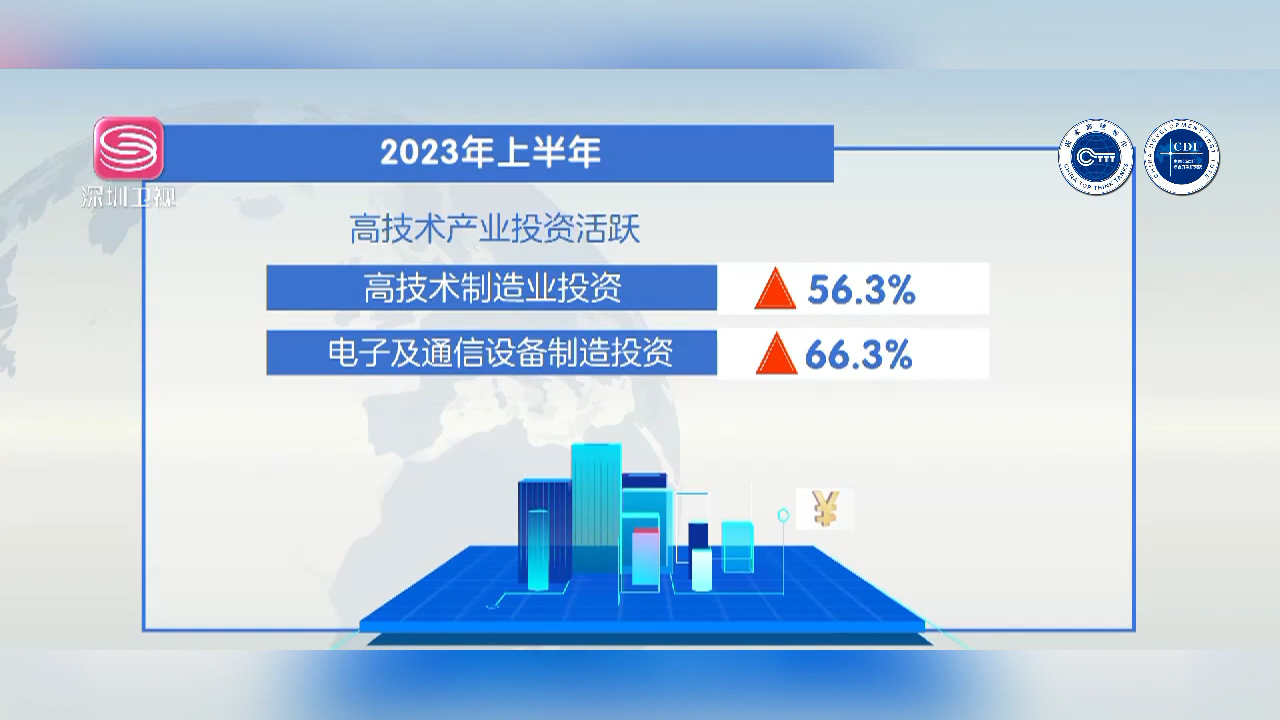 2023年上半年
深圳卫视
CDI
高技术产业投资活跃
高技术制造业投资 56.3%
电子及通信设备制造投资 66.3%
¥